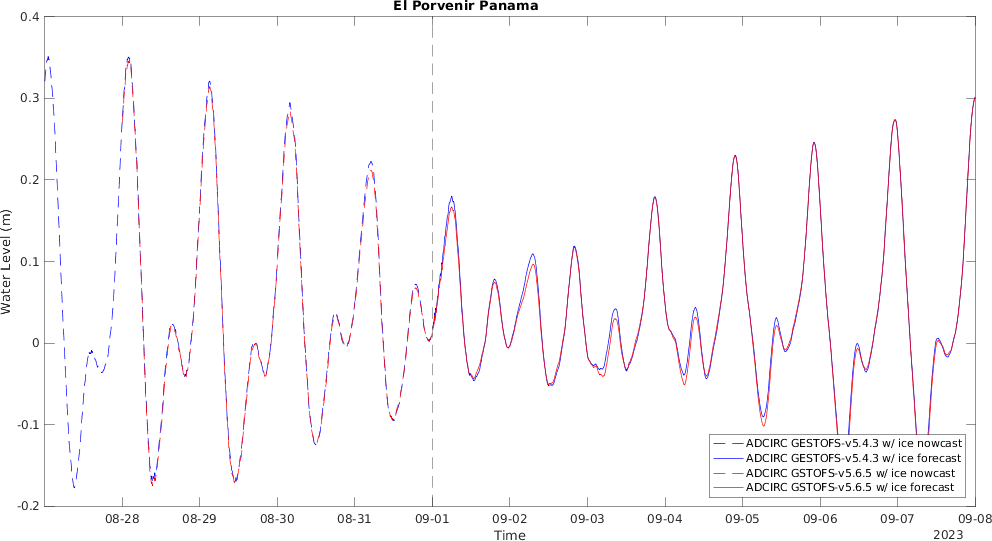 El Porvenir Panama
0.4
0.3
0.2
0.1
0
-0.1
-0.2
Water Level (m)
ADCIRC GESTOFS-v5.4.3 w/ ice nowcast
ADCIRC GESTOFS-v5.4.3 w/ ice forecast
ADCIRC GSTOFS-v5.6.5 w/ ice nowcast
ADCIRC GSTOFS-v5.6.5 w/ ice forecast
08-28 08-29 08-30 08-31 09-01 09-02 09-03 09-04 09-05 09-06 09-07 09-08
Time
2023